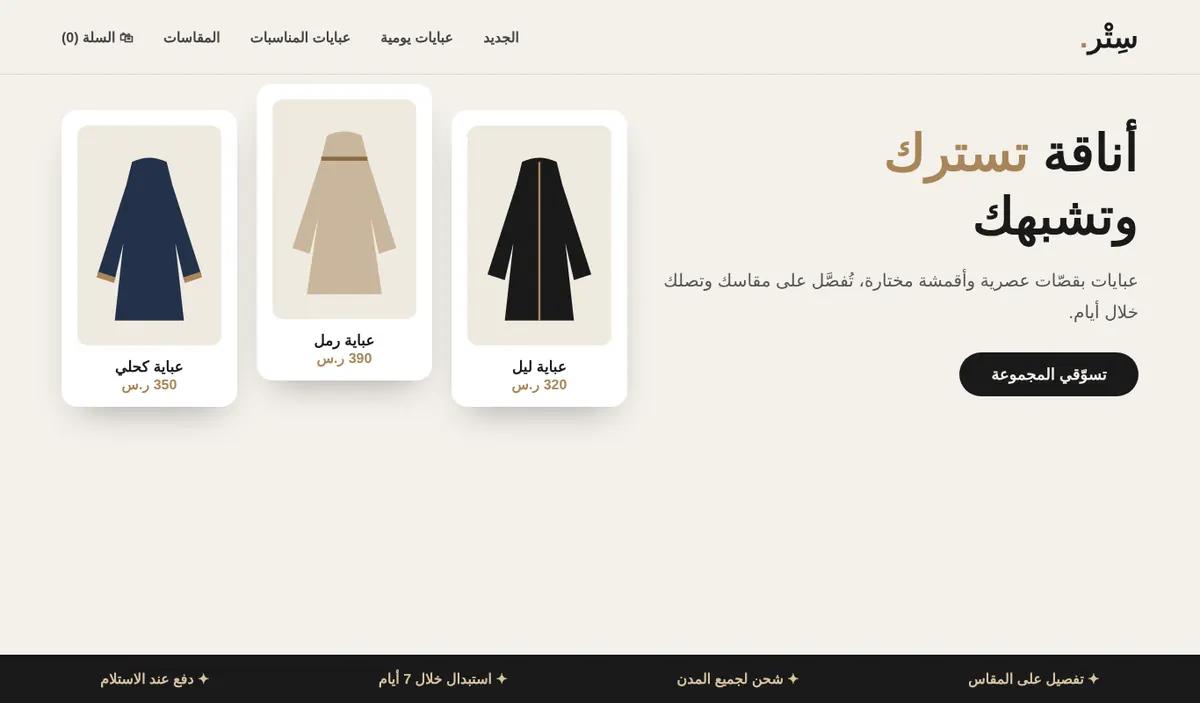 سِتْر.
الجديد
عبايات يومية
عبايات المناسبات
المقاسات
🛍 السلة (0)
أناقة تسترك
وتشبهك
عبايات بقصّات عصرية وأقمشة مختارة، تُفصَّل على مقاسك وتصلك
خلال أيام.
تسوّقي المجموعة
عباية ليل
320 ر.س
عباية رمل
390 ر.س
عباية كحلي
350 ر.س
✦ تفصيل على المقاس
✦ شحن لجميع المدن
✦ استبدال خلال 7 أيام
✦ دفع عند الاستلام